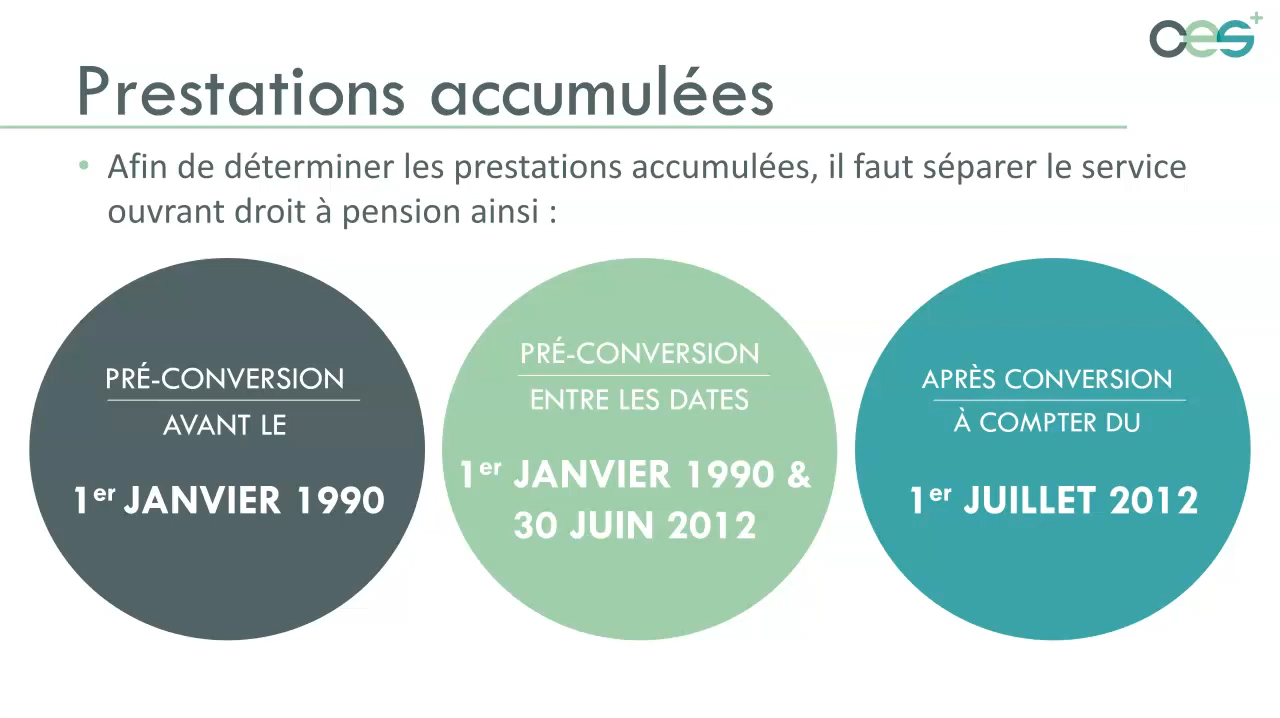 ces+
Prestations accumulées
• Afin de déterminer les prestations accumulées, il faut séparer le service
ouvrant droit à pension ainsi :
PRÉ-CONVERSION
AVANT LE
1er JANVIER 1990
PRÉ-CONVERSION
ENTRE LES DATES
1er JANVIER 1990 &
30 JUIN 2012
APRÈS CONVERSION
À COMPTER DU
1er JUILLET 2012